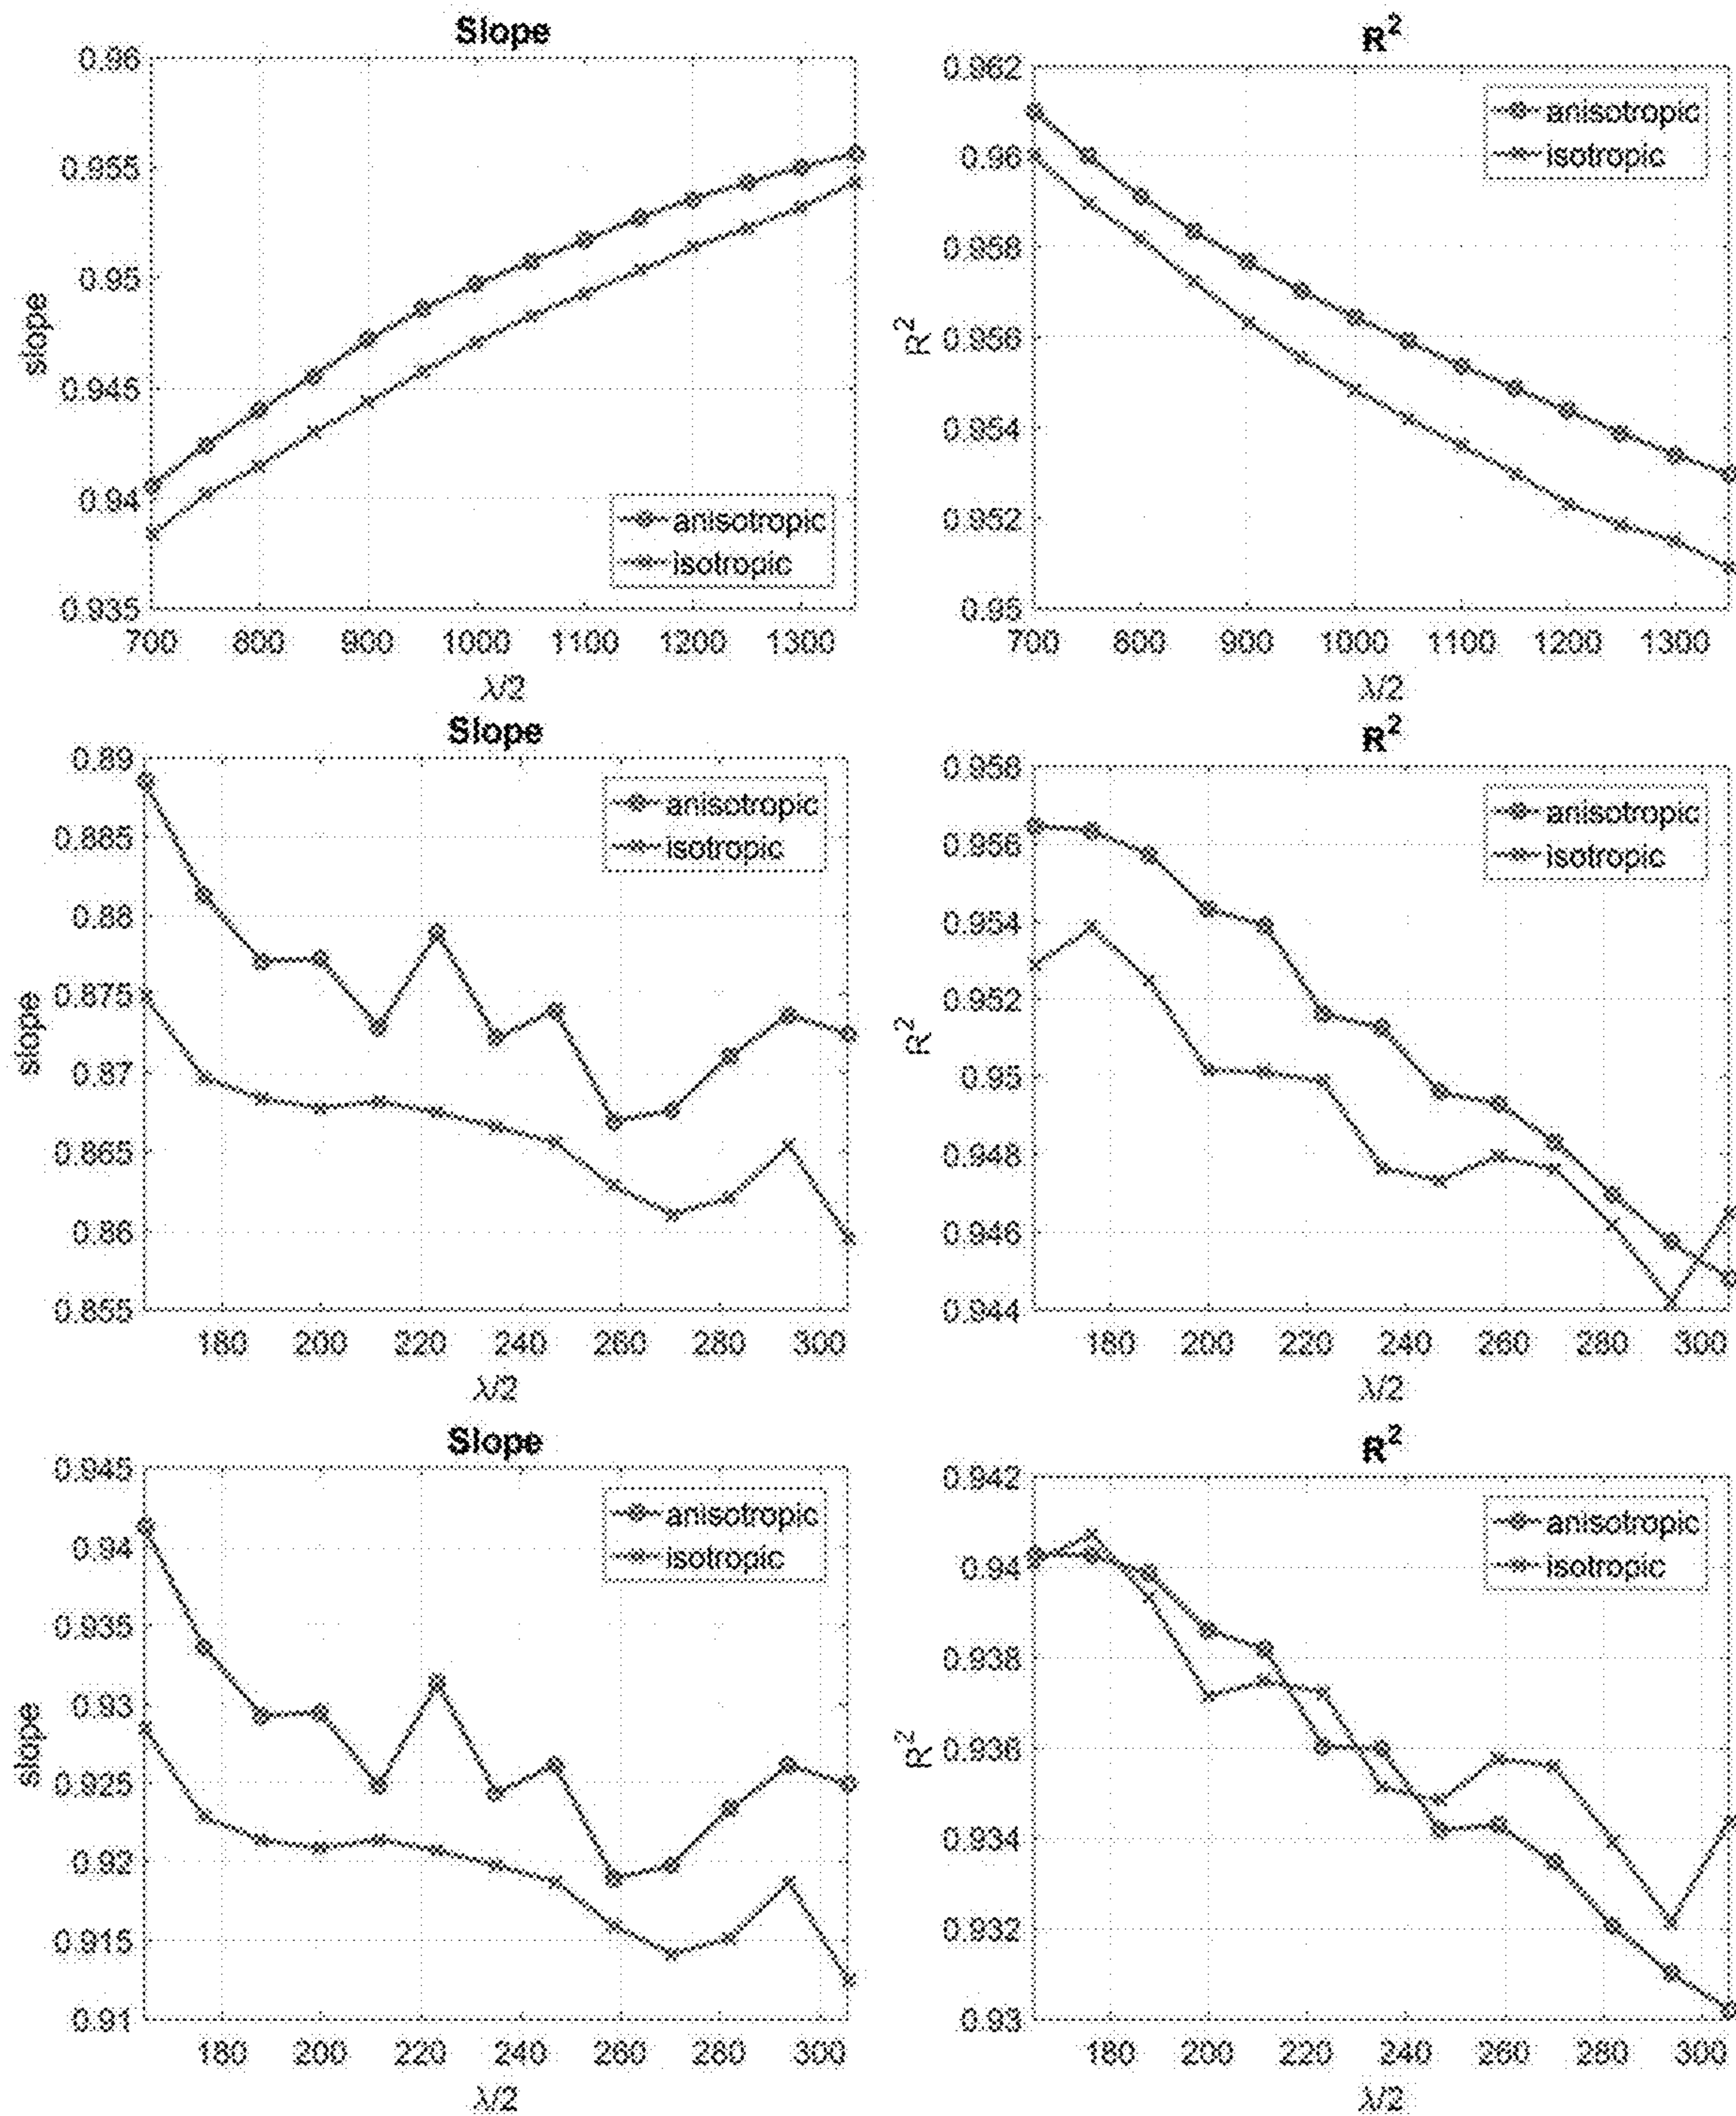 Slope
0.96
0.955
0.95
0.945
0.94
0.935
slope
anisotropic
isotropic
700 800 900 1000 1100 1200 1300
λ/2
R²
0.962
0.96
0.958
0.956
0.954
0.952
0.95
R²
anisotropic
isotropic
700 800 900 1000 1100 1200 1300
λ/2
Slope
0.89
0.885
0.88
0.875
0.87
0.865
0.86
0.855
slope
anisotropic
isotropic
180 200 220 240 260 280 300
λ/2
R²
0.958
0.956
0.954
0.952
0.95
0.948
0.946
0.944
R²
anisotropic
isotropic
180 200 220 240 260 280 300
λ/2
Slope
0.945
0.94
0.935
0.93
0.925
0.92
0.915
0.91
slope
anisotropic
isotropic
180 200 220 240 260 280 300
λ/2
R²
0.942
0.94
0.938
0.936
0.934
0.932
0.93
R²
anisotropic
isotropic
180 200 220 240 260 280 300
λ/2